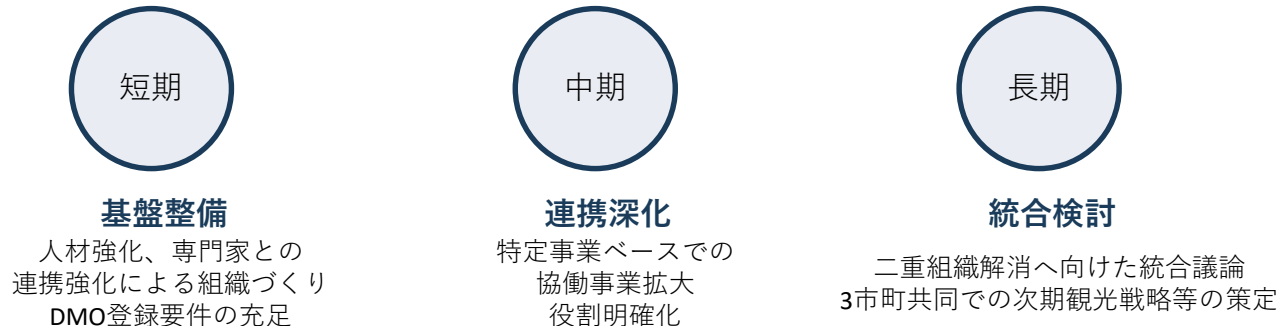 短期
基盤整備
人材強化、専門家との
連携強化による組織づくり
DMO登録要件の充足
中期
連携深化
特定事業ベースでの
協働事業拡大
役割明確化
長期
統合検討
二重組織解消へ向けた統合議論
3市町共同での次期観光戦略等の策定